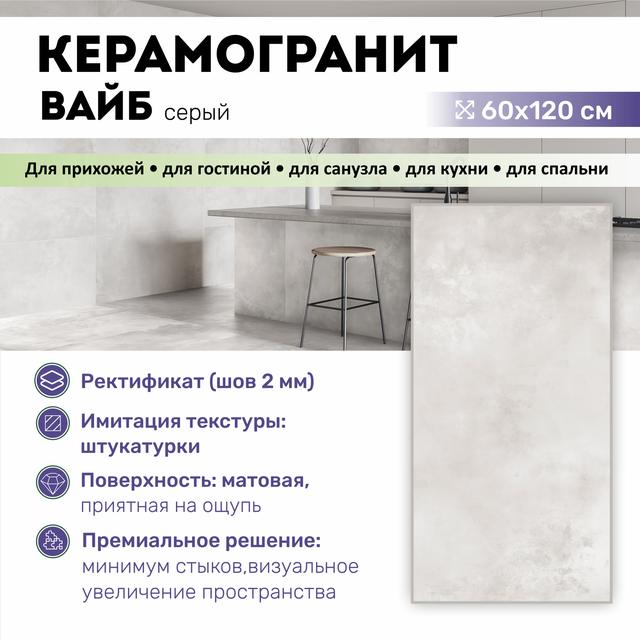 КЕРАМОГРАНИТ
ВАЙБ серый
60х120 см
Для прихожей • для гостиной • для санузла • для кухни • для спальни
Ректификат (шов 2 мм)
Имитация текстуры:
штукатурки
Поверхность: матовая,
приятная на ощупь
Премиальное решение:
минимум стыков,визуальное
увеличение пространства